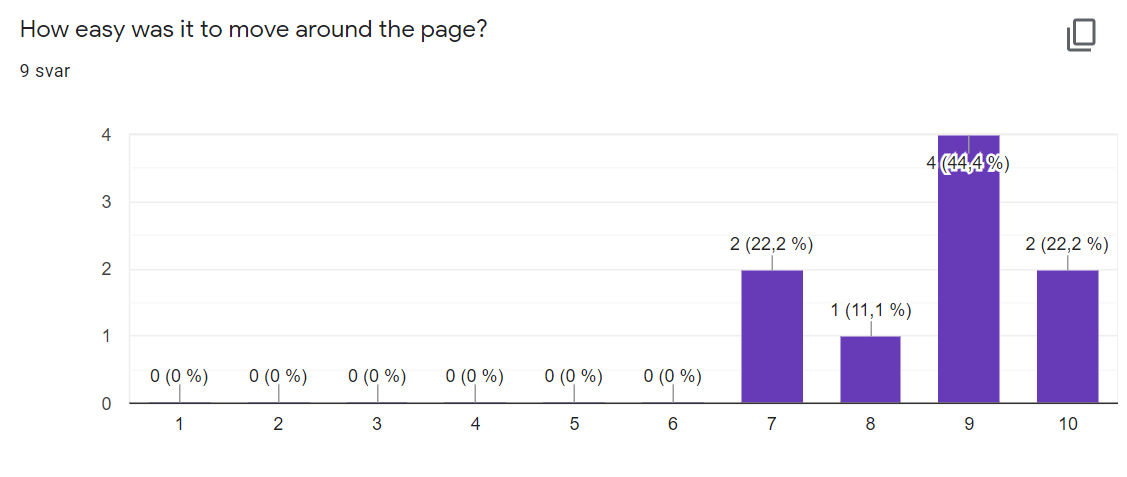 How easy was it to move around the page?
9 svar
4
3
2
1
0
0 (0 %)
0 (0 %)
0 (0 %)
0 (0 %)
0 (0 %)
0 (0 %)
2 (22,2 %)
1 (11,1 %)
4 (44,4 %)
2 (22,2 %)
1 2 3 4 5 6 7 8 9 10